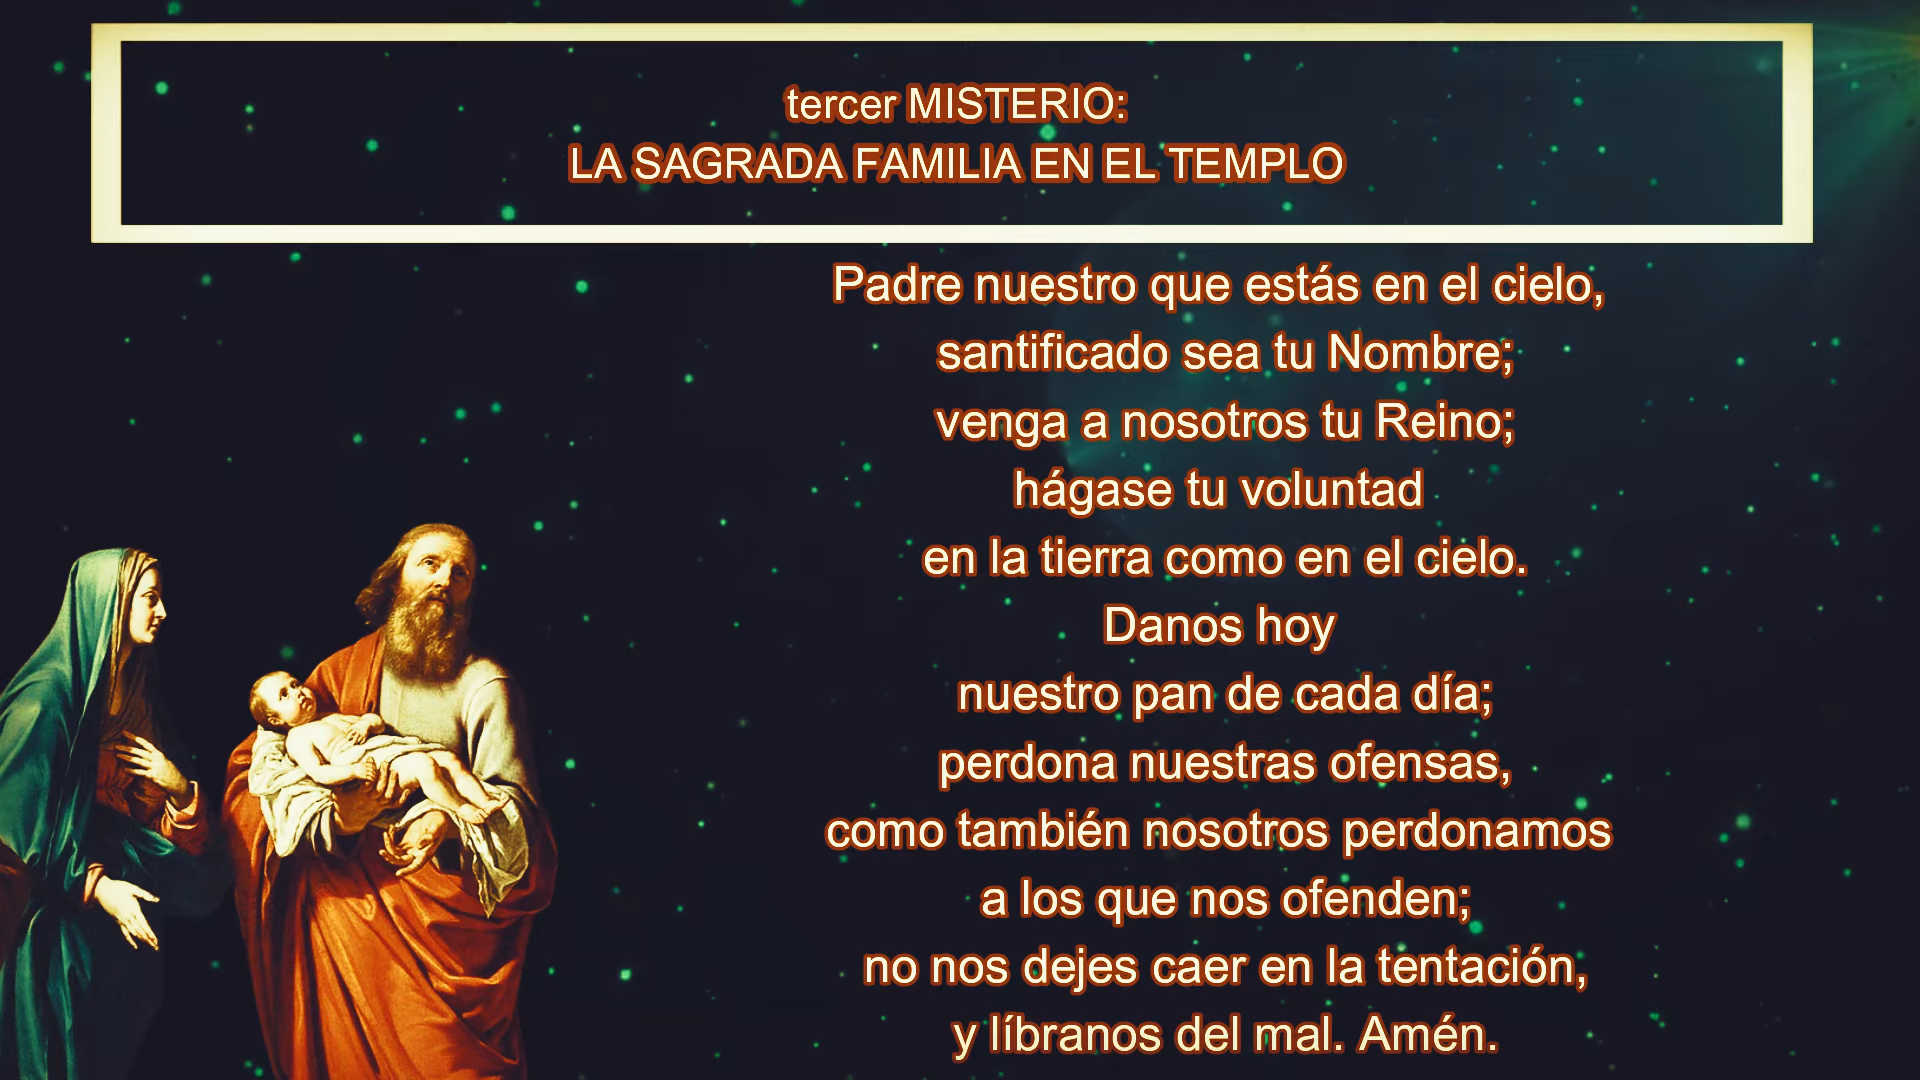 tercer MISTERIO:
LA SAGRADA FAMILIA EN EL TEMPLO
Padre nuestro que estás en el cielo,
santificado sea tu Nombre;
venga a nosotros tu Reino;
hágase tu voluntad
en la tierra como en el cielo.
Danos hoy
nuestro pan de cada día;
perdona nuestras ofensas,
como también nosotros perdonamos
a los que nos ofenden;
no nos dejes caer en la tentación,
y líbranos del mal. Amén.